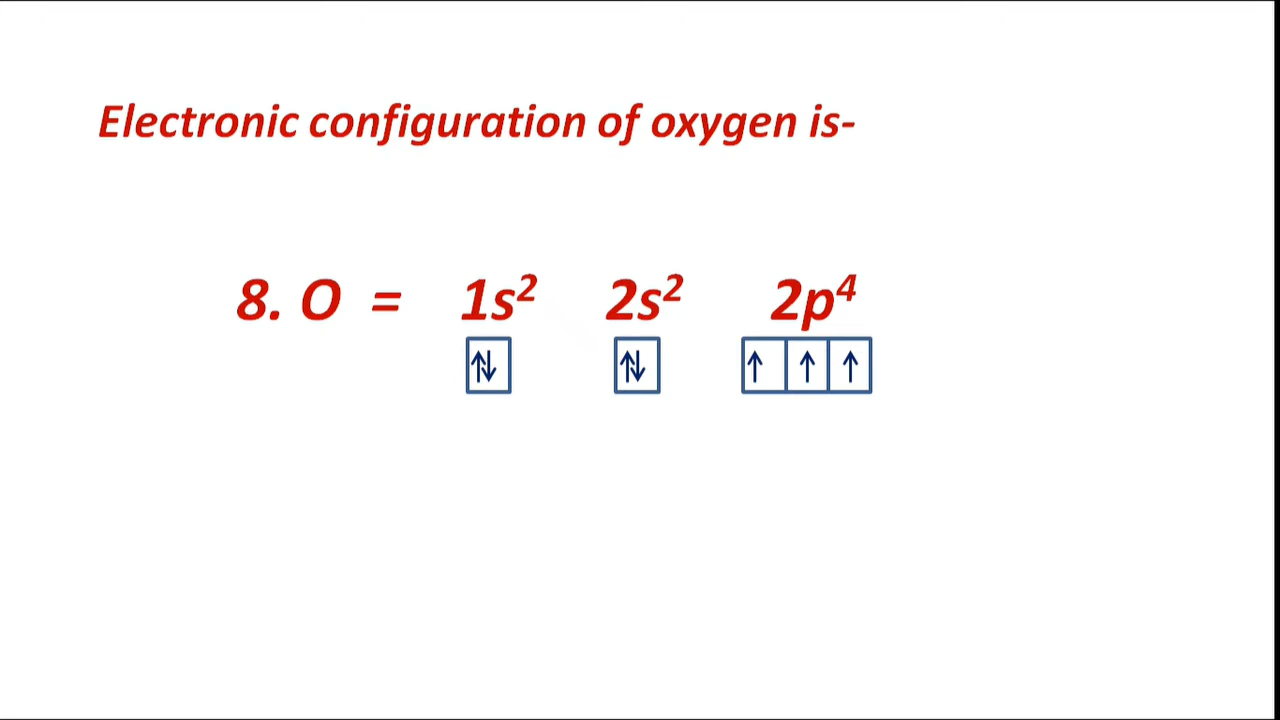 Electronic configuration of oxygen is-
8. O = 1s² 2s² 2p⁴
↑↓ ↑↓ ↑ ↑ ↑